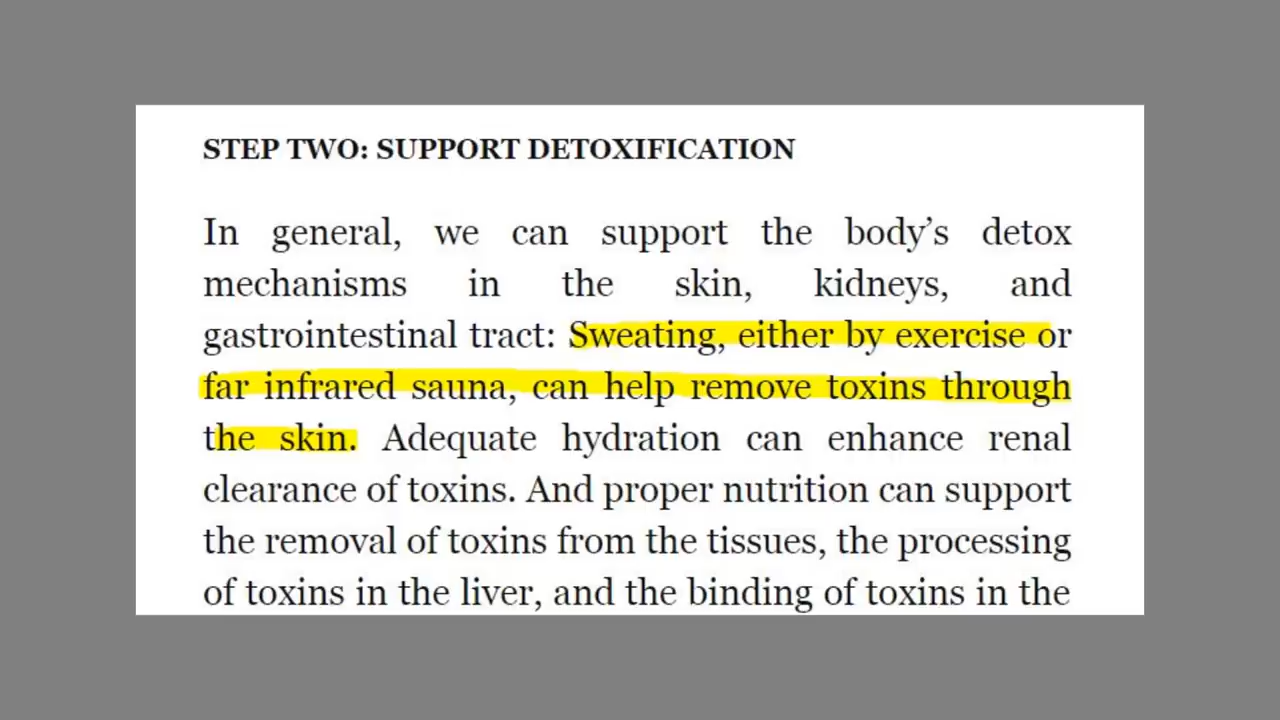 STEP TWO: SUPPORT DETOXIFICATION
In general, we can support the body’s detox
mechanisms in the skin, kidneys, and
gastrointestinal tract: Sweating, either by exercise or
far infrared sauna, can help remove toxins through
the skin. Adequate hydration can enhance renal
clearance of toxins. And proper nutrition can support
the removal of toxins from the tissues, the processing
of toxins in the liver, and the binding of toxins in the